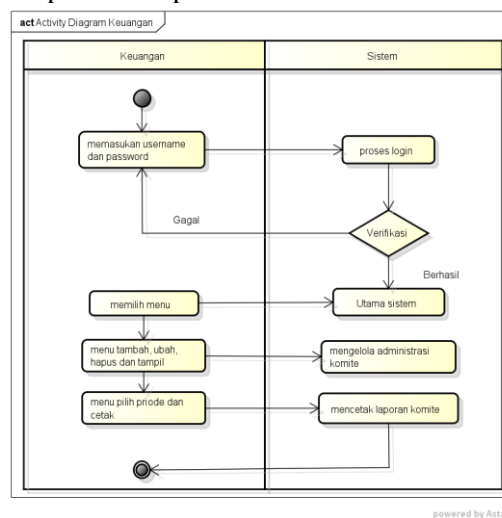 act Activity Diagram Keuangan
Keuangan
Sistem
memasukan username
dan password
proses login
Gagal
Verifikasi
Berhasil
memilih menu
Utama sistem
menu tambah, ubah,
hapus dan tampil
mengelola administrasi
komite
menu pilih priode dan
cetak
mencetak laporan komite
powered by Ast